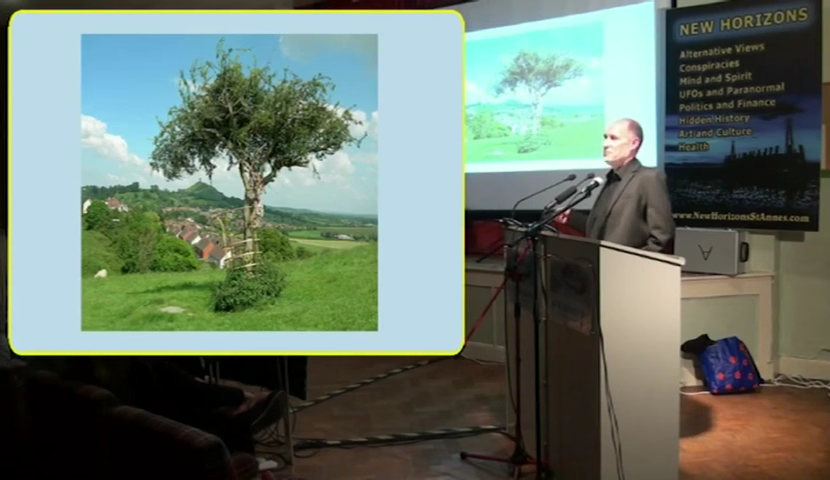 NEW HORIZONS
Alternative Views
Conspiracies
Mind and Spirit
UFOs and Paranormal
Politics and Finance
Hidden History
Art and Culture
Health
www.NewHorizonsStAnnes.com